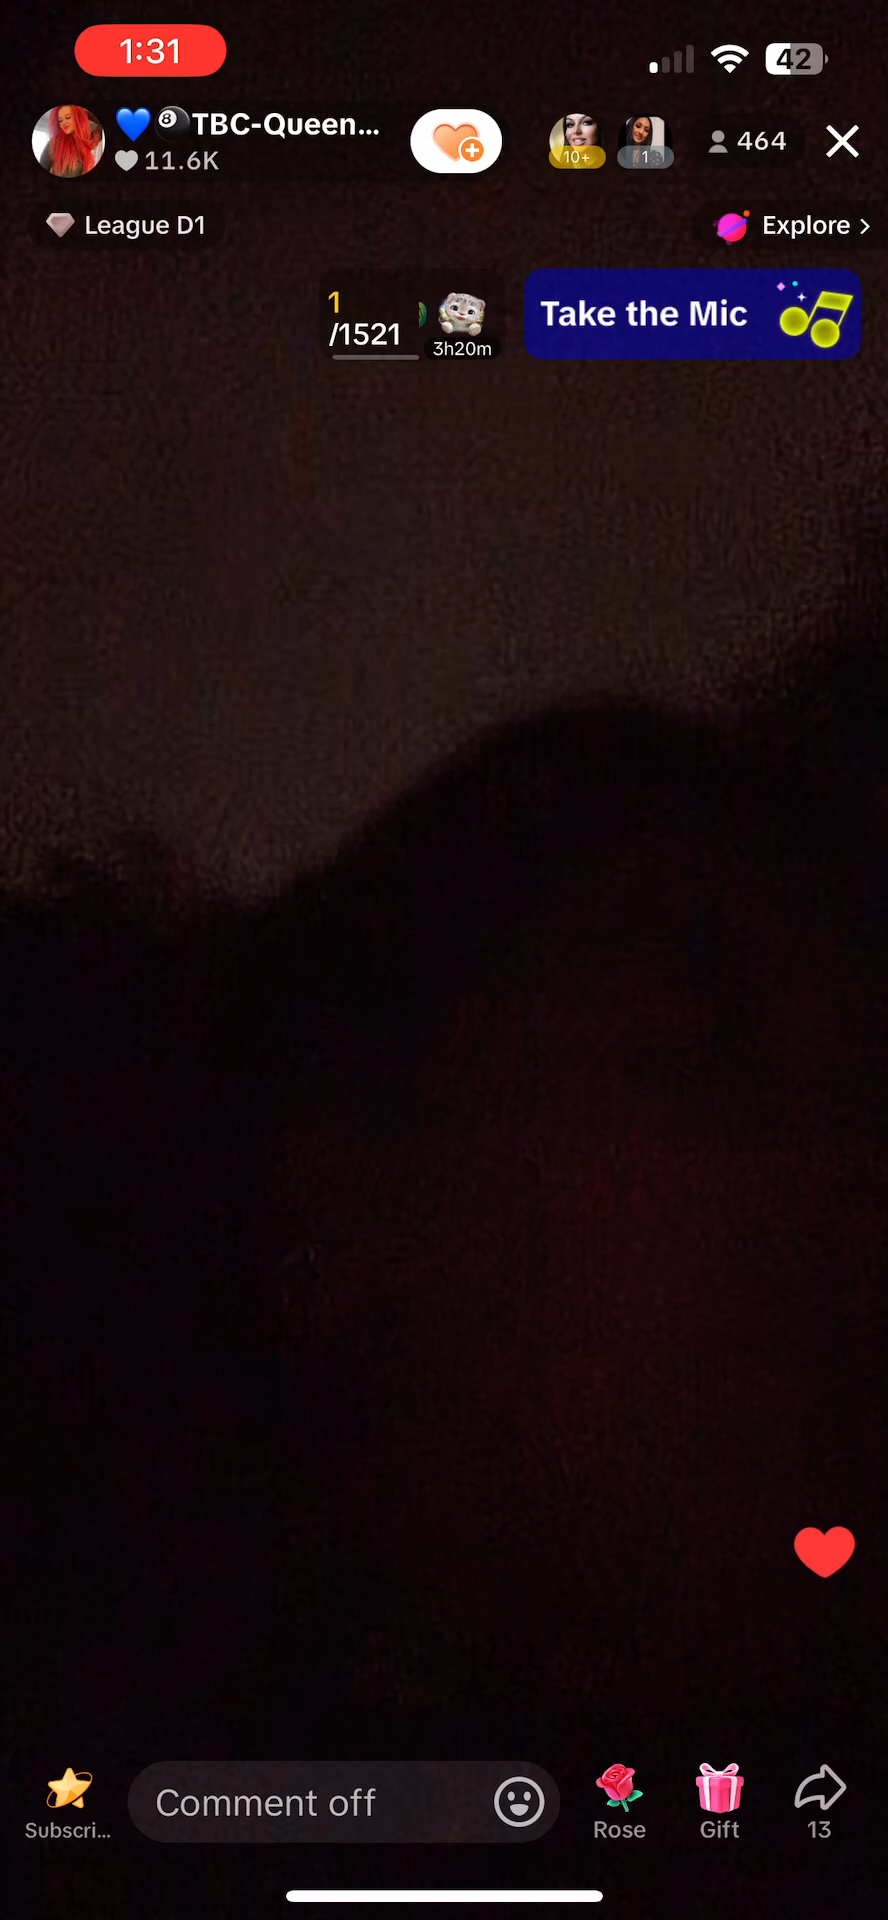 1:31
42
💙🎱TBC-Queen...
11.6K
10+
1
464
League D1
Explore >
1
/1521
3h20m
Take the Mic
Subscri...
Comment off
Rose
Gift
13